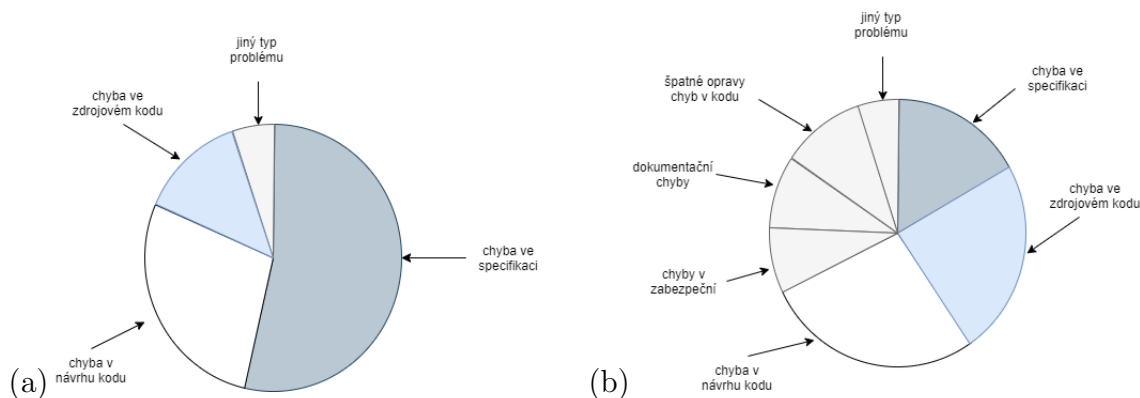 jiný typ
problému
chyba ve
zdrojovém kodu
chyba ve
specifikaci
chyba v
návrhu kodu
(a)
jiný typ
problému
špatné opravy
chyb v kodu
chyba ve
specifikaci
dokumentační
chyby
chyba ve
zdrojovém kodu
chyby v
zabezpeční
chyba v
návrhu kodu
(b)